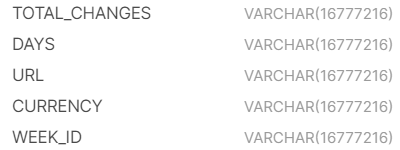 TOTAL_CHANGES VARCHAR(16777216)
DAYS VARCHAR(16777216)
URL VARCHAR(16777216)
CURRENCY VARCHAR(16777216)
WEEK_ID VARCHAR(16777216)